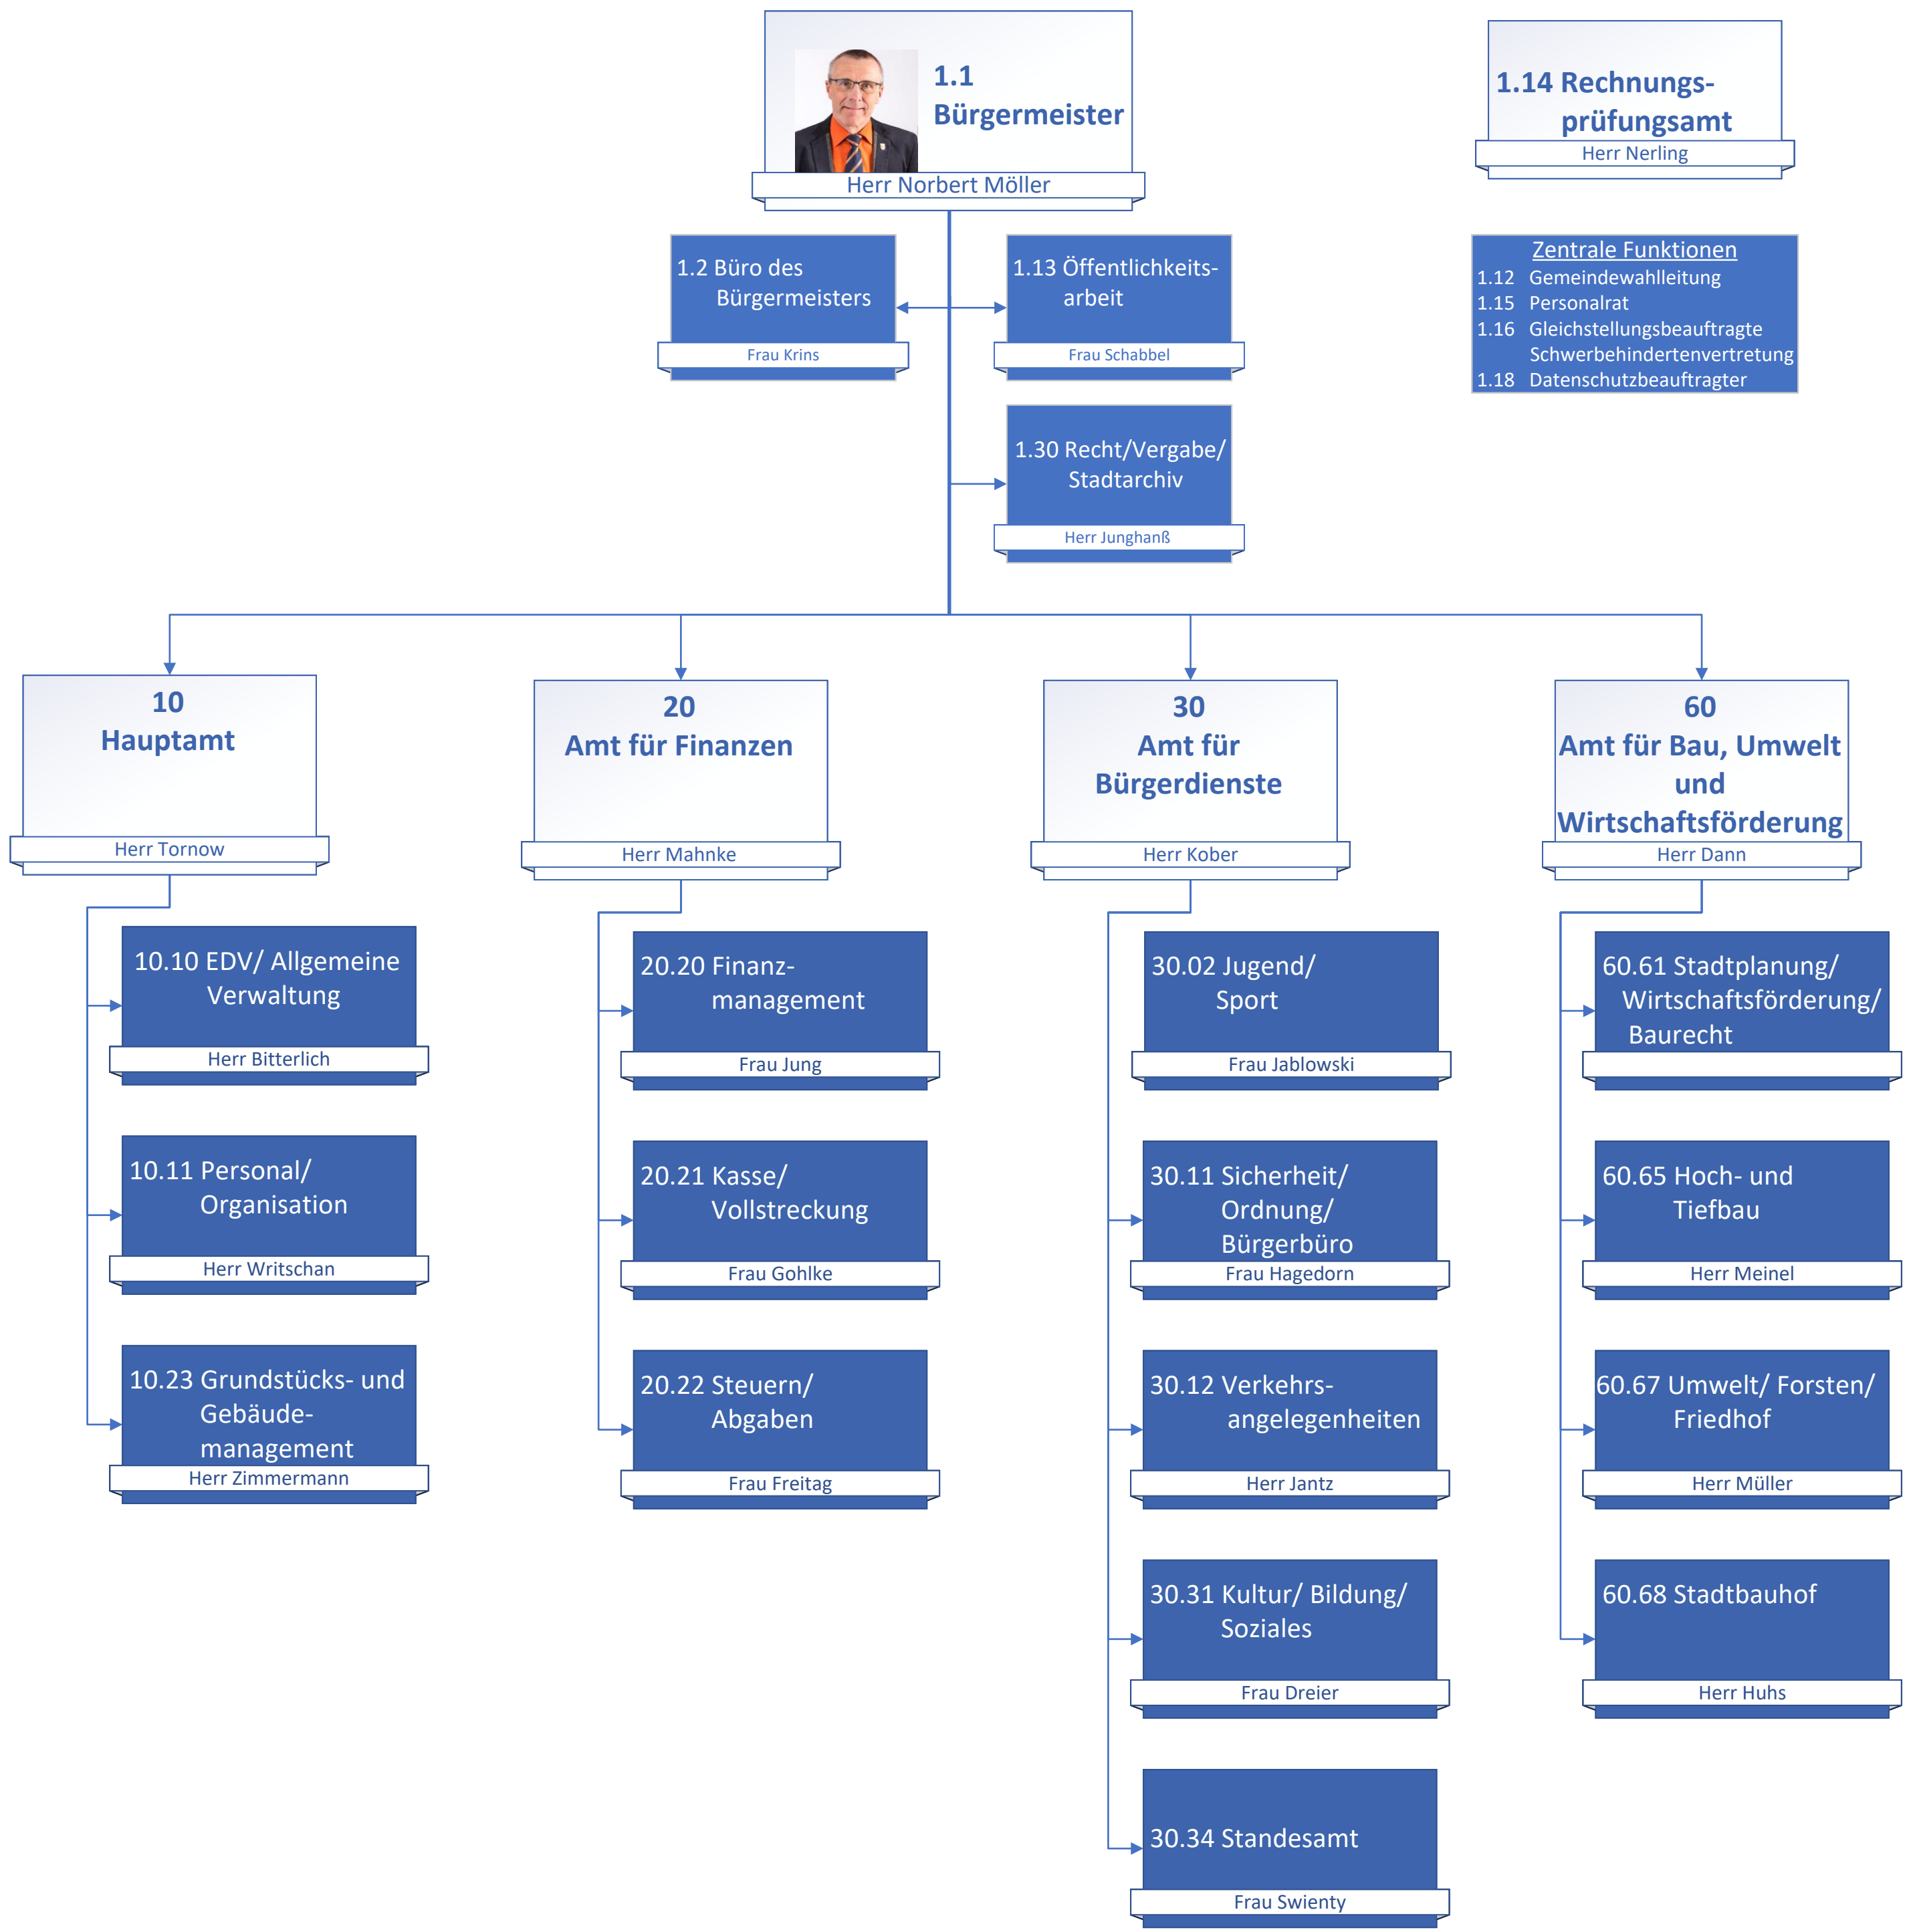 1.1
Bürgermeister
Herr Norbert Möller
1.14 Rechnungs-
prüfungsamt
Herr Nerling
1.2 Büro des
Bürgermeisters
Frau Krins
1.13 Öffentlichkeits-
arbeit
Frau Schabbel
Zentrale Funktionen
1.12 Gemeindewahlleitung
1.15 Personalrat
1.16 Gleichstellungsbeauftragte
Schwerbehindertenvertretung
1.18 Datenschutzbeauftragter
1.30 Recht/Vergabe/
Stadtarchiv
Herr Junghanß
10
Hauptamt
Herr Tornow
20
Amt für Finanzen
Herr Mahnke
30
Amt für
Bürgerdienste
Herr Kober
60
Amt für Bau, Umwelt
und
Wirtschaftsförderung
Herr Dann
10.10 EDV/ Allgemeine
Verwaltung
Herr Bitterlich
10.11 Personal/
Organisation
Herr Writschan
10.23 Grundstücks- und
Gebäude-
management
Herr Zimmermann
20.20 Finanz-
management
Frau Jung
20.21 Kasse/
Vollstreckung
Frau Gohlke
20.22 Steuern/
Abgaben
Frau Freitag
30.02 Jugend/
Sport
Frau Jablowski
30.11 Sicherheit/
Ordnung/
Bürgerbüro
Frau Hagedorn
30.12 Verkehrs-
angelegenheiten
Herr Jantz
30.31 Kultur/ Bildung/
Soziales
Frau Dreier
30.34 Standesamt
Frau Swienty
60.61 Stadtplanung/
Wirtschaftsförderung/
Baurecht
60.65 Hoch- und
Tiefbau
Herr Meinel
60.67 Umwelt/ Forsten/
Friedhof
Herr Müller
60.68 Stadtbauhof
Herr Huhs